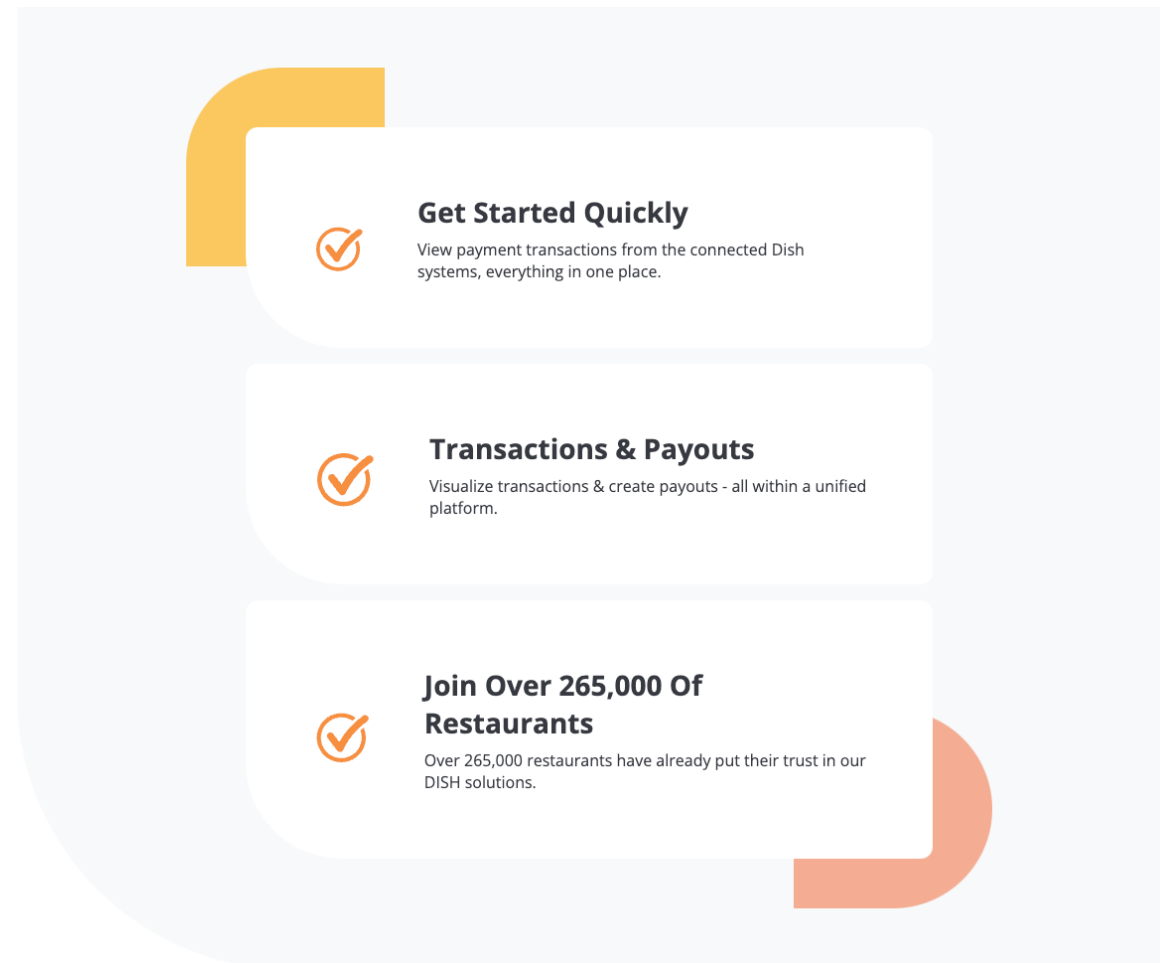 Get Started Quickly
View payment transactions from the connected Dish
systems, everything in one place.
Transactions & Payouts
Visualize transactions & create payouts - all within a unified
platform.
Join Over 265,000 Of
Restaurants
Over 265,000 restaurants have already put their trust in our
DISH solutions.